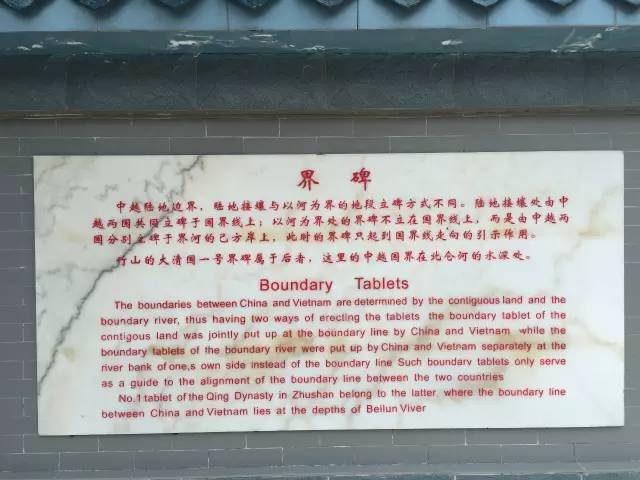 界 碑
中越陆地边界，陆地接壤与以河为界的地段立碑方式不同。陆地接壤处由中
越两国共同立碑于国界线上；以河为界处的界碑不立在国界线上，而是由中越两
国分别立碑于界河的己方岸上，此时的界碑只起到国界线走向的引示作用。
竹山的大清国一号界碑属于后者，这里的中越国界在北仑河的水深处。
Boundary Tablets
The boundaries between China and Vietnam are determined by the contiguous land and the
boundary river, thus having two ways of erecting the tablets the boundary tablet of the
contigous land was jointly put up at the boundary line by China and Vietnam while the
boundary tablets of the boundary river were put up by China and Vietnam separately at the
river bank of one,s own side instead of the boundary line Such boundary tablets only serve
as a guide to the alignment of the boundary line between the two countries
No.1 tablet of the Qing Dynasty in Zhushan belong to the latter, where the boundary line
between China and Vietnam lies at the depths of Beilun Viver